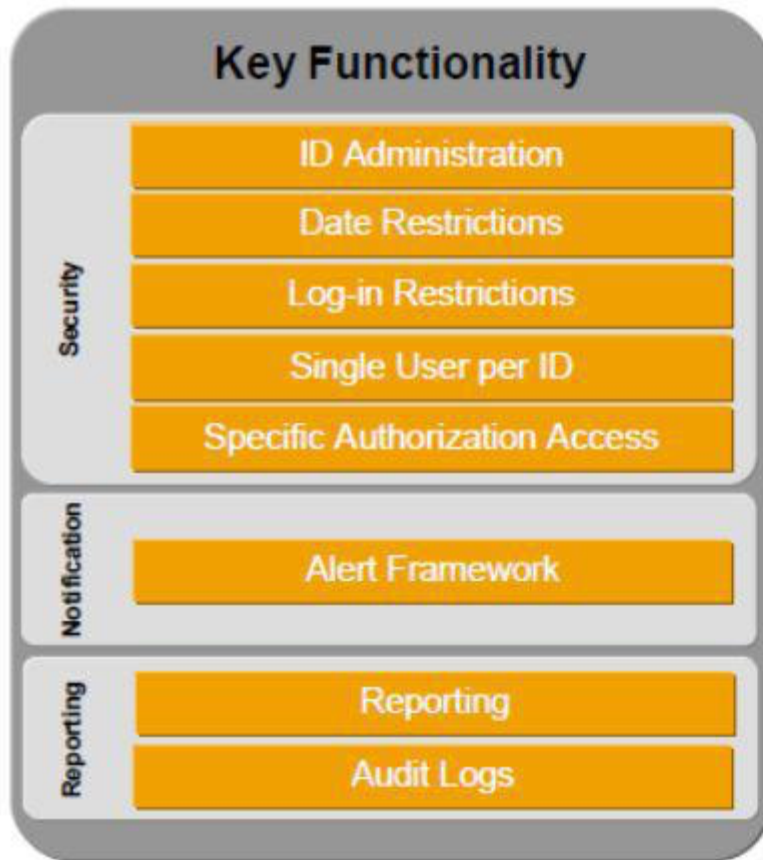 Key Functionality
Security
ID Administration
Date Restrictions
Log-in Restrictions
Single User per ID
Specific Authorization Access
Notification
Alert Framework
Reporting
Reporting
Audit Logs